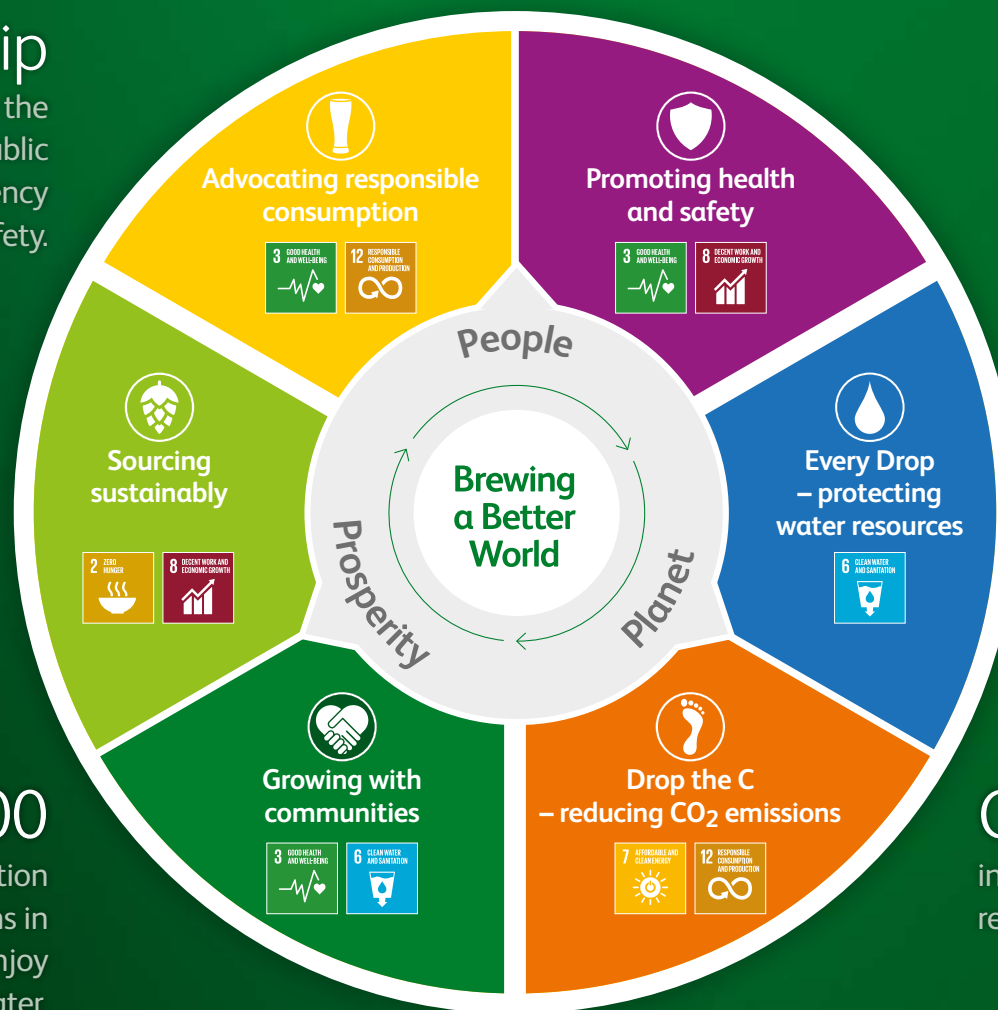 ip
the
ublic
ency
fety.
Advocating responsible
consumption
3 GOOD HEALTH
AND WELL-BEING
12 RESPONSIBLE
CONSUMPTION
AND PRODUCTION
Promoting health
and safety
3 GOOD HEALTH
AND WELL-BEING
8 DECENT WORK AND
ECONOMIC GROWTH
Sourcing
sustainably
2 ZERO
HUNGER
8 DECENT WORK AND
ECONOMIC GROWTH
People
Planet
Prosperity
Brewing
a Better
World
Every Drop
– protecting
water resources
6 CLEAN WATER
AND SANITATION
Growing with
communities
3 GOOD HEALTH
AND WELL-BEING
6 CLEAN WATER
AND SANITATION
Drop the C
– reducing CO2 emissions
7 AFFORDABLE AND
CLEAN ENERGY
12 RESPONSIBLE
CONSUMPTION
AND PRODUCTION
00
tion
ns in
njoy
ater.
in
re